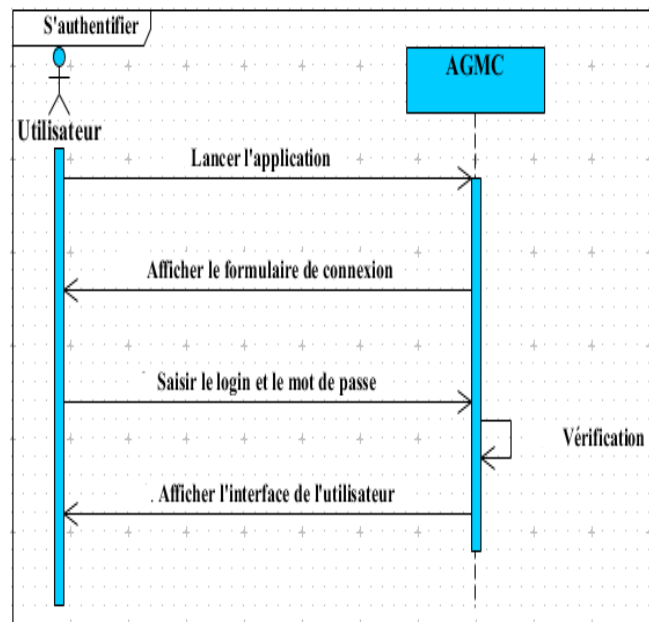 S'authentifier
AGMC
Utilisateur
Lancer l'application
Afficher le formulaire de connexion
Saisir le login et le mot de passe
Vérification
. Afficher l'interface de l'utilisateur